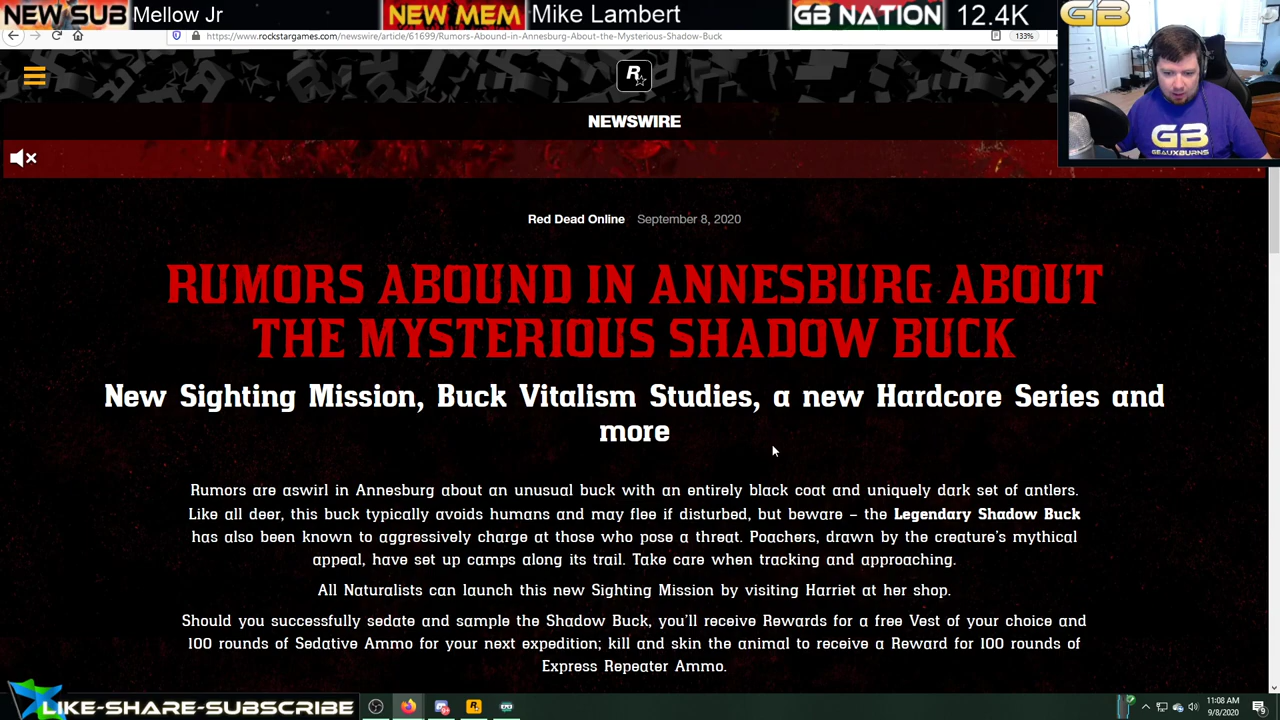 NEW SUB Mellow Jr NEW MEM Mike Lambert GB NATION 12.4K GB
https://www.rockstargames.com/newswire/article/61699/Rumors-Abound-in-Annesburg-About-the-Mysterious-Shadow-Buck 133%
R
NEWSWIRE
GB
GEAUXBURNS
Red Dead Online September 8, 2020
RUMORS ABOUND IN ANNESBURG ABOUT
THE MYSTERIOUS SHADOW BUCK
New Sighting Mission, Buck Vitalism Studies, a new Hardcore Series and
more
Rumors are aswirl in Annesburg about an unusual buck with an entirely black coat and uniquely dark set of antlers.
Like all deer, this buck typically avoids humans and may flee if disturbed, but beware – the Legendary Shadow Buck
has also been known to aggressively charge at those who pose a threat. Poachers, drawn by the creature's mythical
appeal, have set up camps along its trail. Take care when tracking and approaching.
All Naturalists can launch this new Sighting Mission by visiting Harriet at her shop.
Should you successfully sedate and sample the Shadow Buck, you'll receive Rewards for a free Vest of your choice and
100 rounds of Sedative Ammo for your next expedition; kill and skin the animal to receive a Reward for 100 rounds of
Express Repeater Ammo.
LIKE-SHARE-SUBSCRIBE
R
11:08 AM
9/8/2020